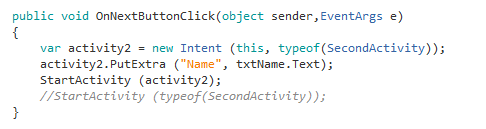 public void OnNextButtonClick(object sender,EventArgs e)
{
    var activity2 = new Intent (this, typeof(SecondActivity));
    activity2.PutExtra ("Name", txtName.Text);
    StartActivity (activity2);
    //StartActivity (typeof(SecondActivity));
}